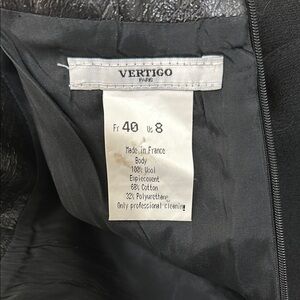 VERTIGO
PARIS
Fr 40 Us 8
Made in France
Body
100% Wool
Empiecement
68% Cotton
32% Polyurethane
Only professional cleaning